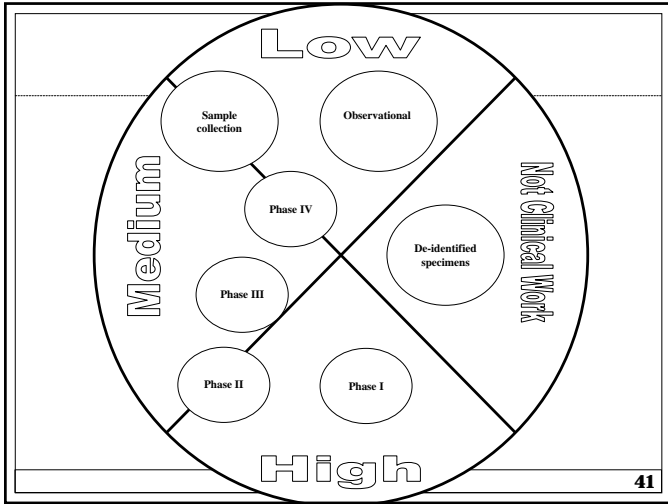 Low
Sample
collection
Observational
Medium
Not Clinical Work
Phase IV
De-identified
specimens
Phase III
Phase II
Phase I
High
41